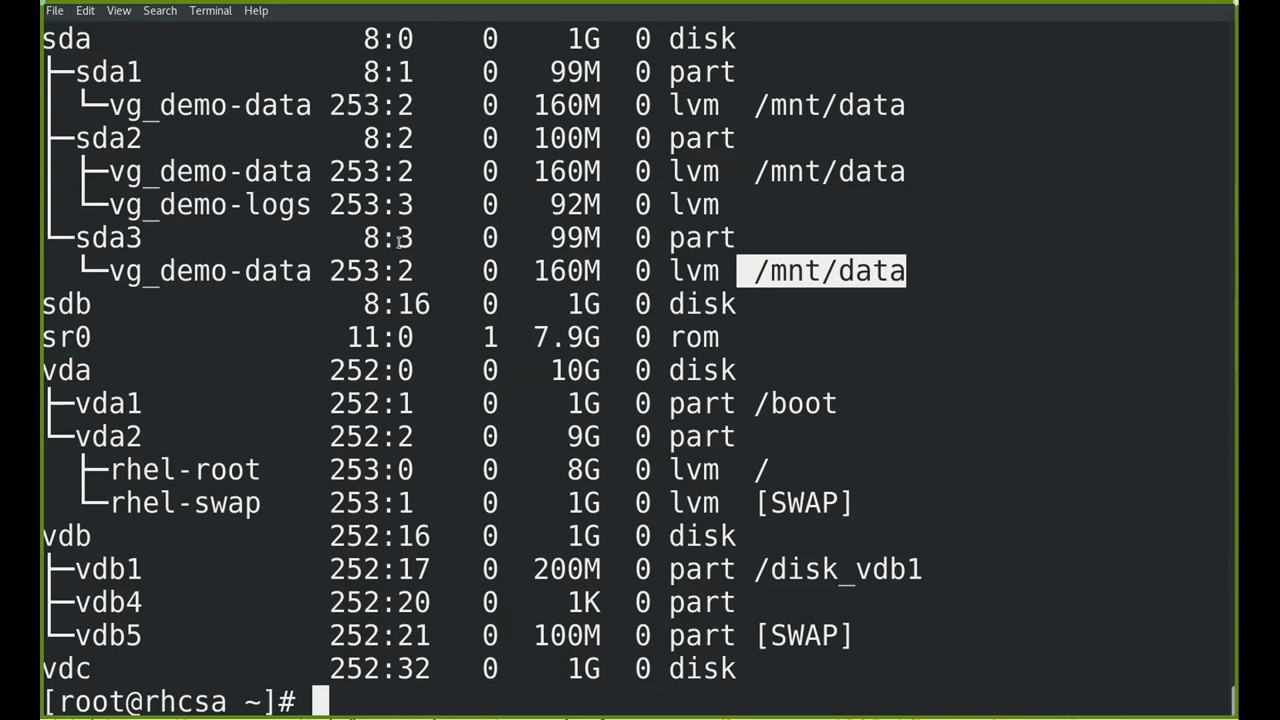 File Edit View Search Terminal Help
sda 8:0 0 1G 0 disk
├─sda1 8:1 0 99M 0 part
│ └─vg_demo-data 253:2 0 160M 0 lvm /mnt/data
├─sda2 8:2 0 100M 0 part
│ ├─vg_demo-data 253:2 0 160M 0 lvm /mnt/data
│ └─vg_demo-logs 253:3 0 92M 0 lvm
└─sda3 8:3 0 99M 0 part
  └─vg_demo-data 253:2 0 160M 0 lvm /mnt/data
sdb 8:16 0 1G 0 disk
sr0 11:0 1 7.9G 0 rom
vda 252:0 0 10G 0 disk
├─vda1 252:1 0 1G 0 part /boot
└─vda2 252:2 0 9G 0 part
  ├─rhel-root 253:0 0 8G 0 lvm /
  └─rhel-swap 253:1 0 1G 0 lvm [SWAP]
vdb 252:16 0 1G 0 disk
├─vdb1 252:17 0 200M 0 part /disk_vdb1
├─vdb4 252:20 0 1K 0 part
└─vdb5 252:21 0 100M 0 part [SWAP]
vdc 252:32 0 1G 0 disk
[root@rhcsa ~]#